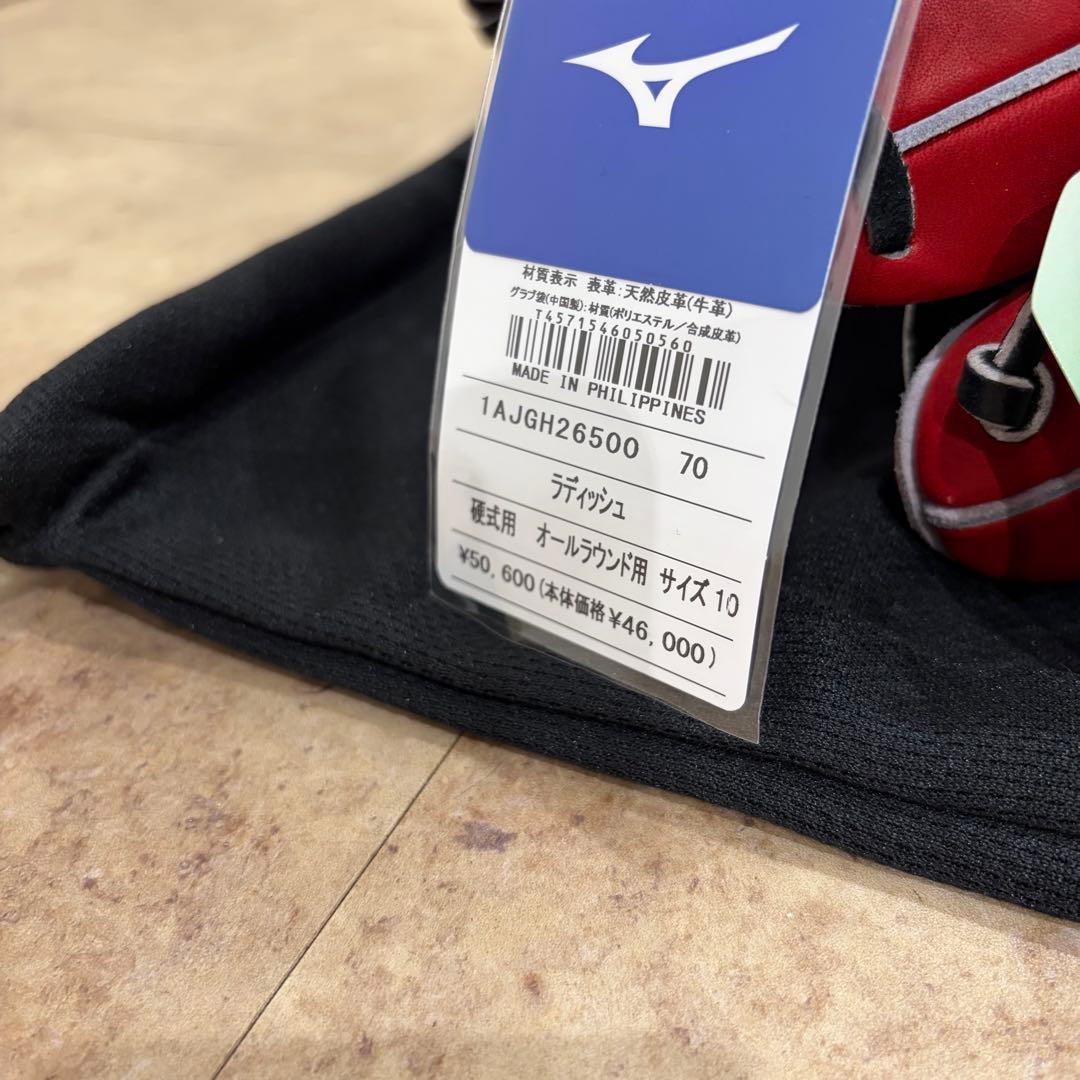 材質表示 表革:天然皮革(牛革)
グラブ袋(中国製):材質(ポリエステル/合成皮革)
T4571546050560
MADE IN PHILIPPINES
1AJGH26500 70
ラディッシュ
硬式用 オールラウンド用 サイズ10
¥50,600(本体価格¥46,000)